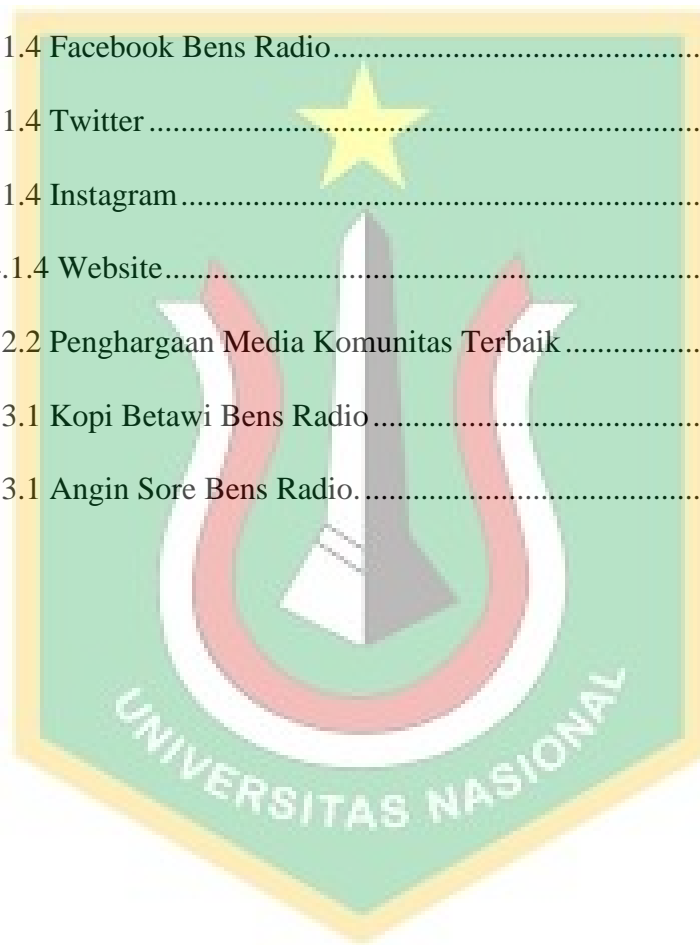 1.4 Facebook Bens Radio........................................
1.4 Twitter................................................................
1.4 Instagram............................................................
.1.4 Website..............................................................
2.2 Penghargaan Media Komunitas Terbaik................
3.1 Kopi Betawi Bens Radio........................................
3.1 Angin Sore Bens Radio. ........................................
UNIVERSITAS NASIONAL